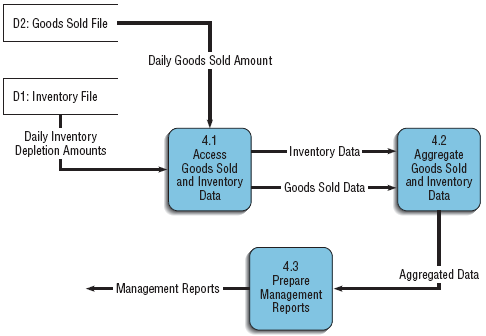 D2: Goods Sold File
Daily Goods Sold Amount
D1: Inventory File
Daily Inventory
Depletion Amounts
4.1
Access
Goods Sold
and Inventory
Data
Inventory Data
Goods Sold Data
4.2
Aggregate
Goods Sold
and Inventory
Data
Aggregated Data
4.3
Prepare
Management
Reports
Management Reports